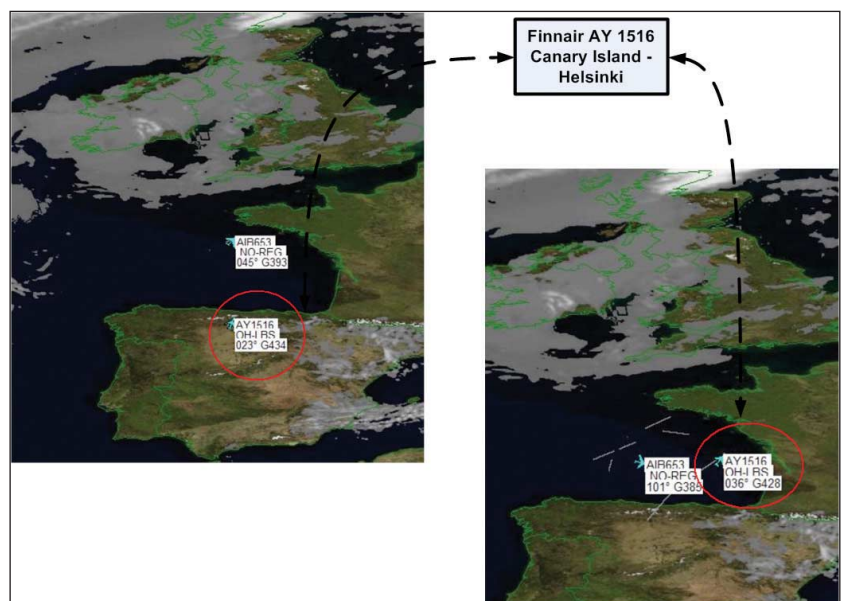 Finnair AY 1516
Canary Island -
Helsinki
AIB653
NO-REG
045° G393
AY1516
OH-LBS
023° G434
AIB653
NO-REG
101° G385
AY1516
OH-LBS
036° G428